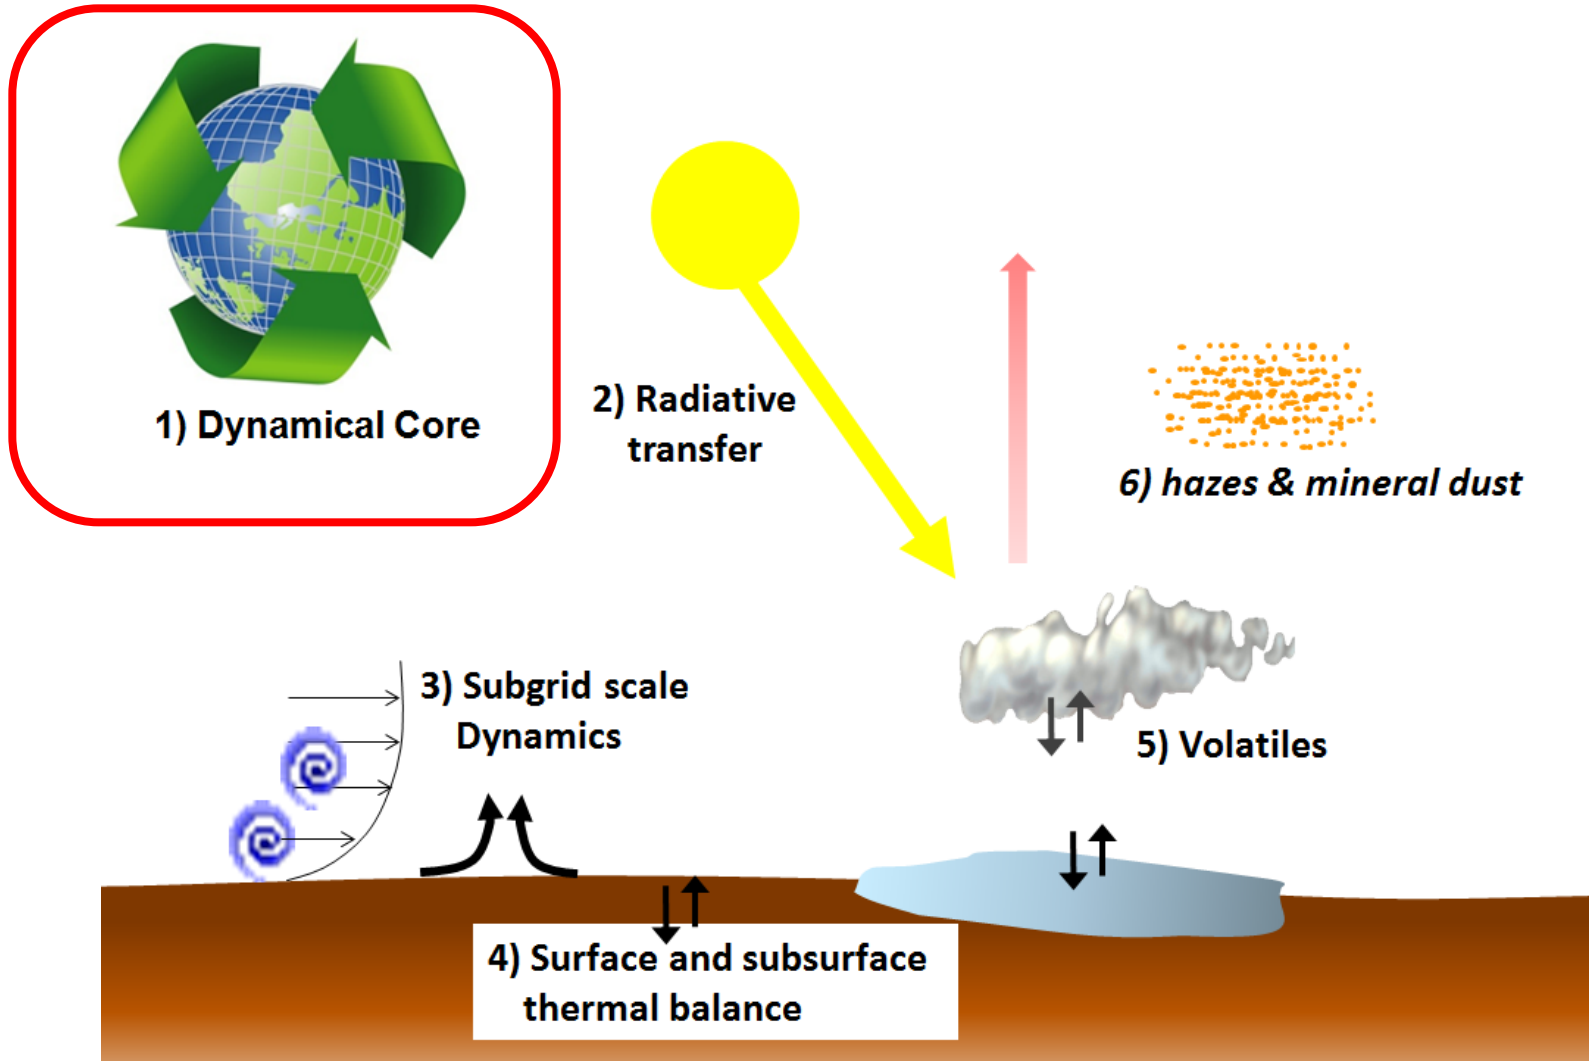 1) Dynamical Core
2) Radiative
transfer
6) hazes & mineral dust
3) Subgrid scale
Dynamics
5) Volatiles
4) Surface and subsurface
thermal balance